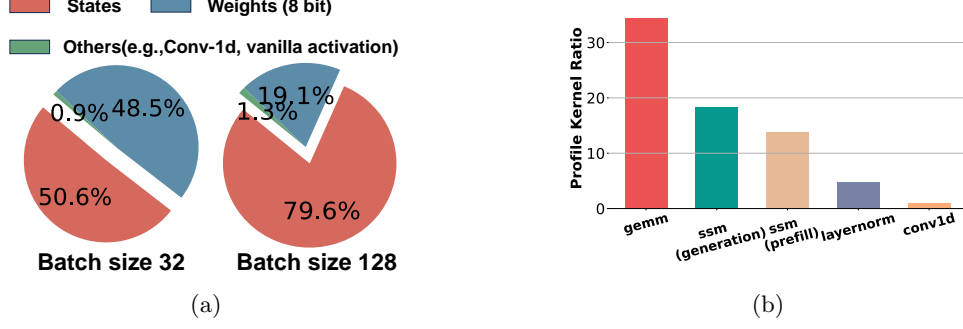 States Weights (8 bit)
Others(e.g.,Conv-1d, vanilla activation)
0.9% 48.5%
50.6%
19.1%
1.3%
79.6%
Batch size 32 Batch size 128
(a)
Profile Kernel Ratio
30
20
10
0
gemm
ssm
(generation)
ssm
(prefill)
layernorm
conv1d
(b)